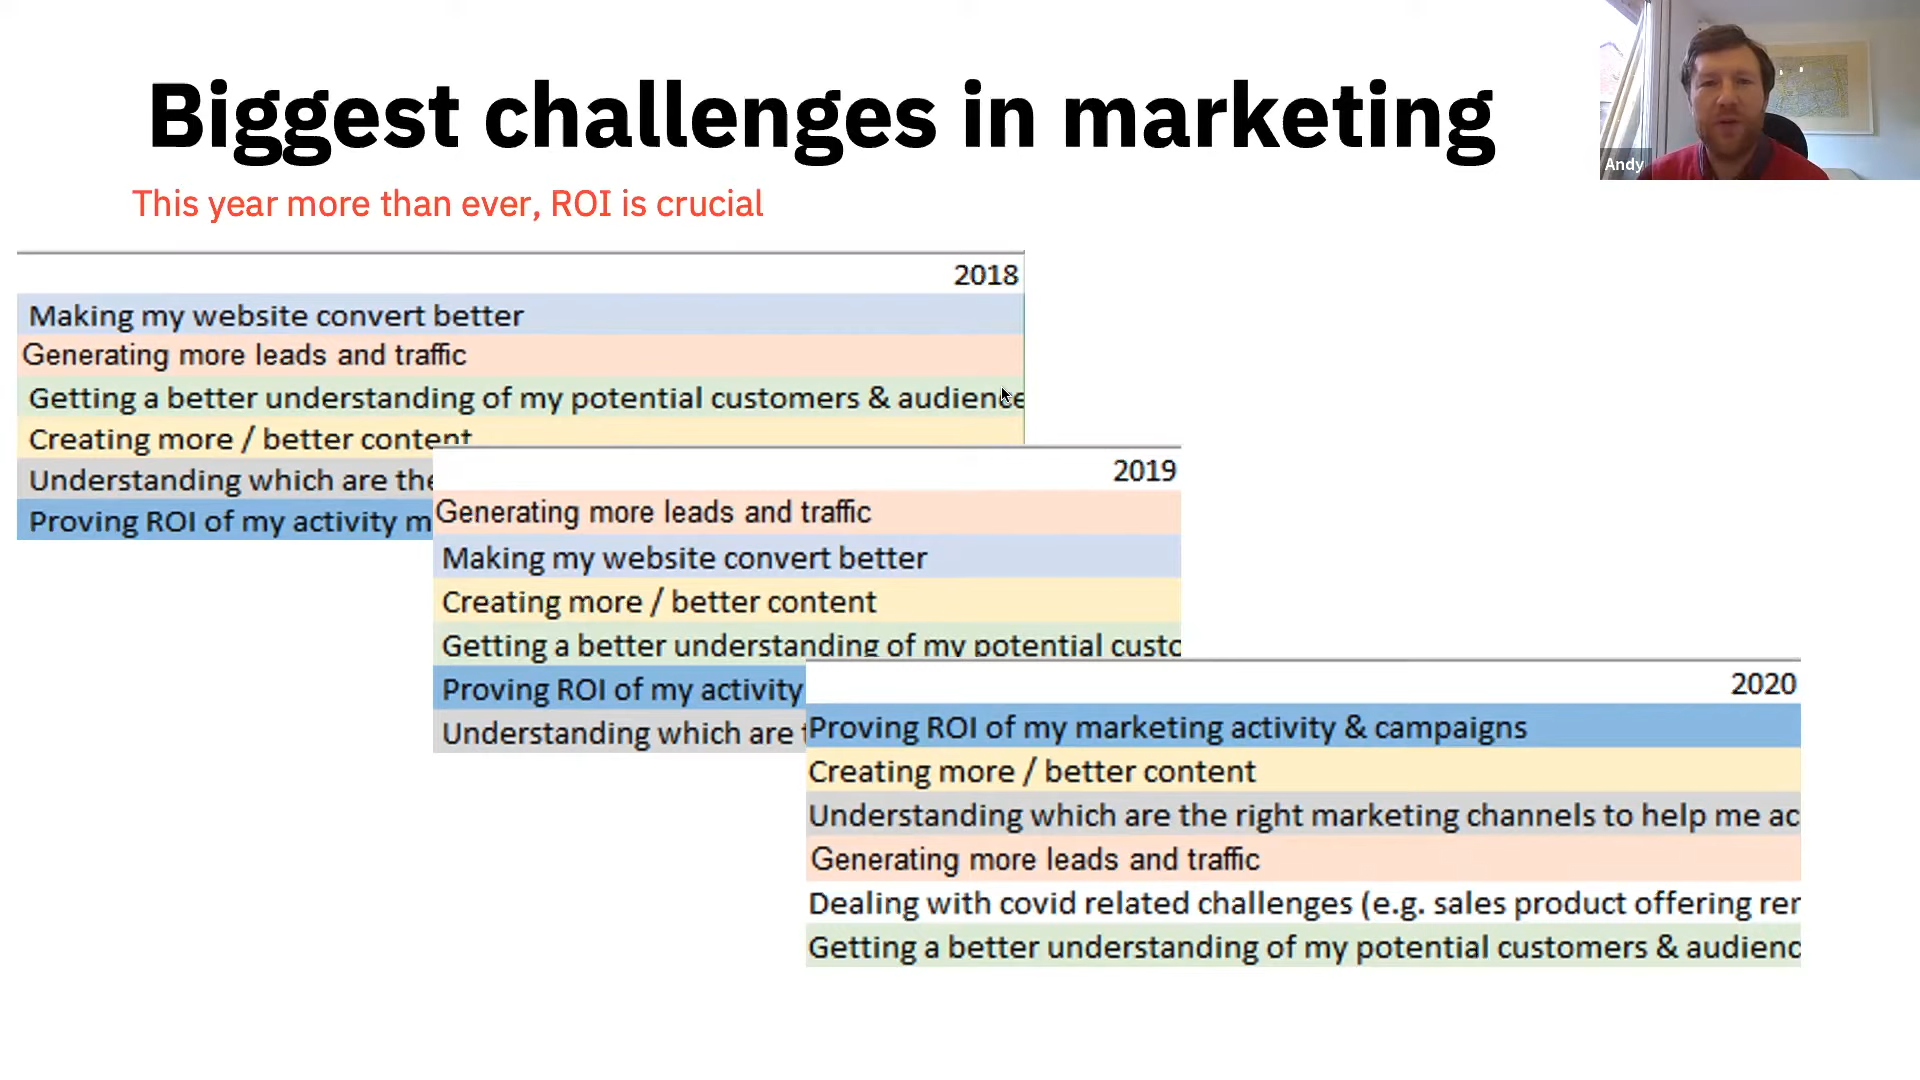 Biggest challenges in marketing
Andy
This year more than ever, ROI is crucial
2018
Making my website convert better
Generating more leads and traffic
Getting a better understanding of my potential customers & audience
Creating more / better content
Understanding which are the
Proving ROI of my activity m
2019
Generating more leads and traffic
Making my website convert better
Creating more / better content
Getting a better understanding of my potential custo
Proving ROI of my activity
Understanding which are t
2020
Proving ROI of my marketing activity & campaigns
Creating more / better content
Understanding which are the right marketing channels to help me ac
Generating more leads and traffic
Dealing with covid related challenges (e.g. sales product offering rer
Getting a better understanding of my potential customers & audienc